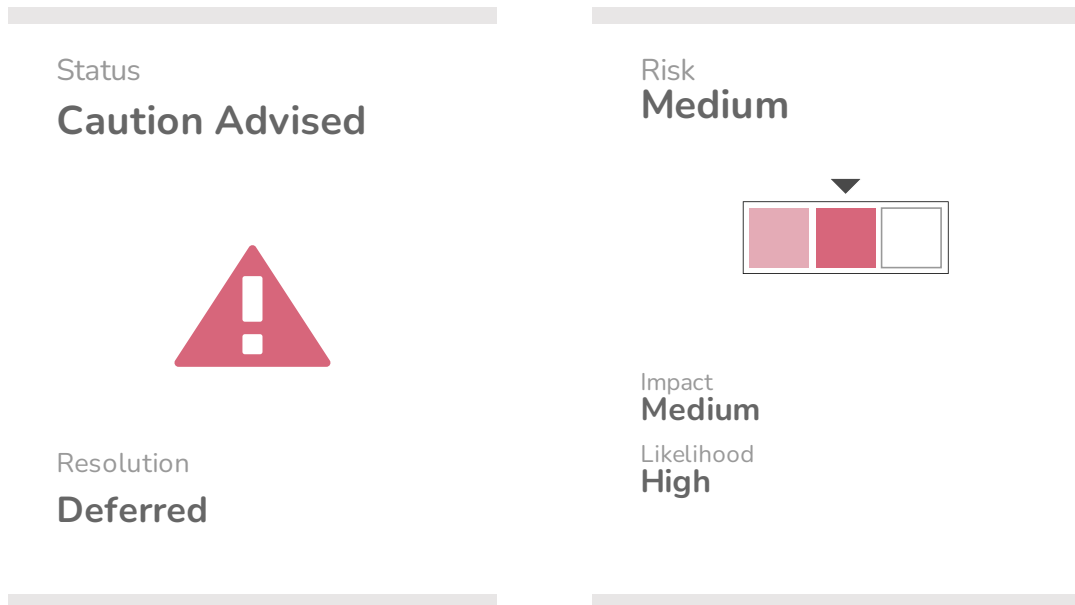 Status
Caution Advised
Resolution
Deferred
Risk
Medium
Impact
Medium
Likelihood
High